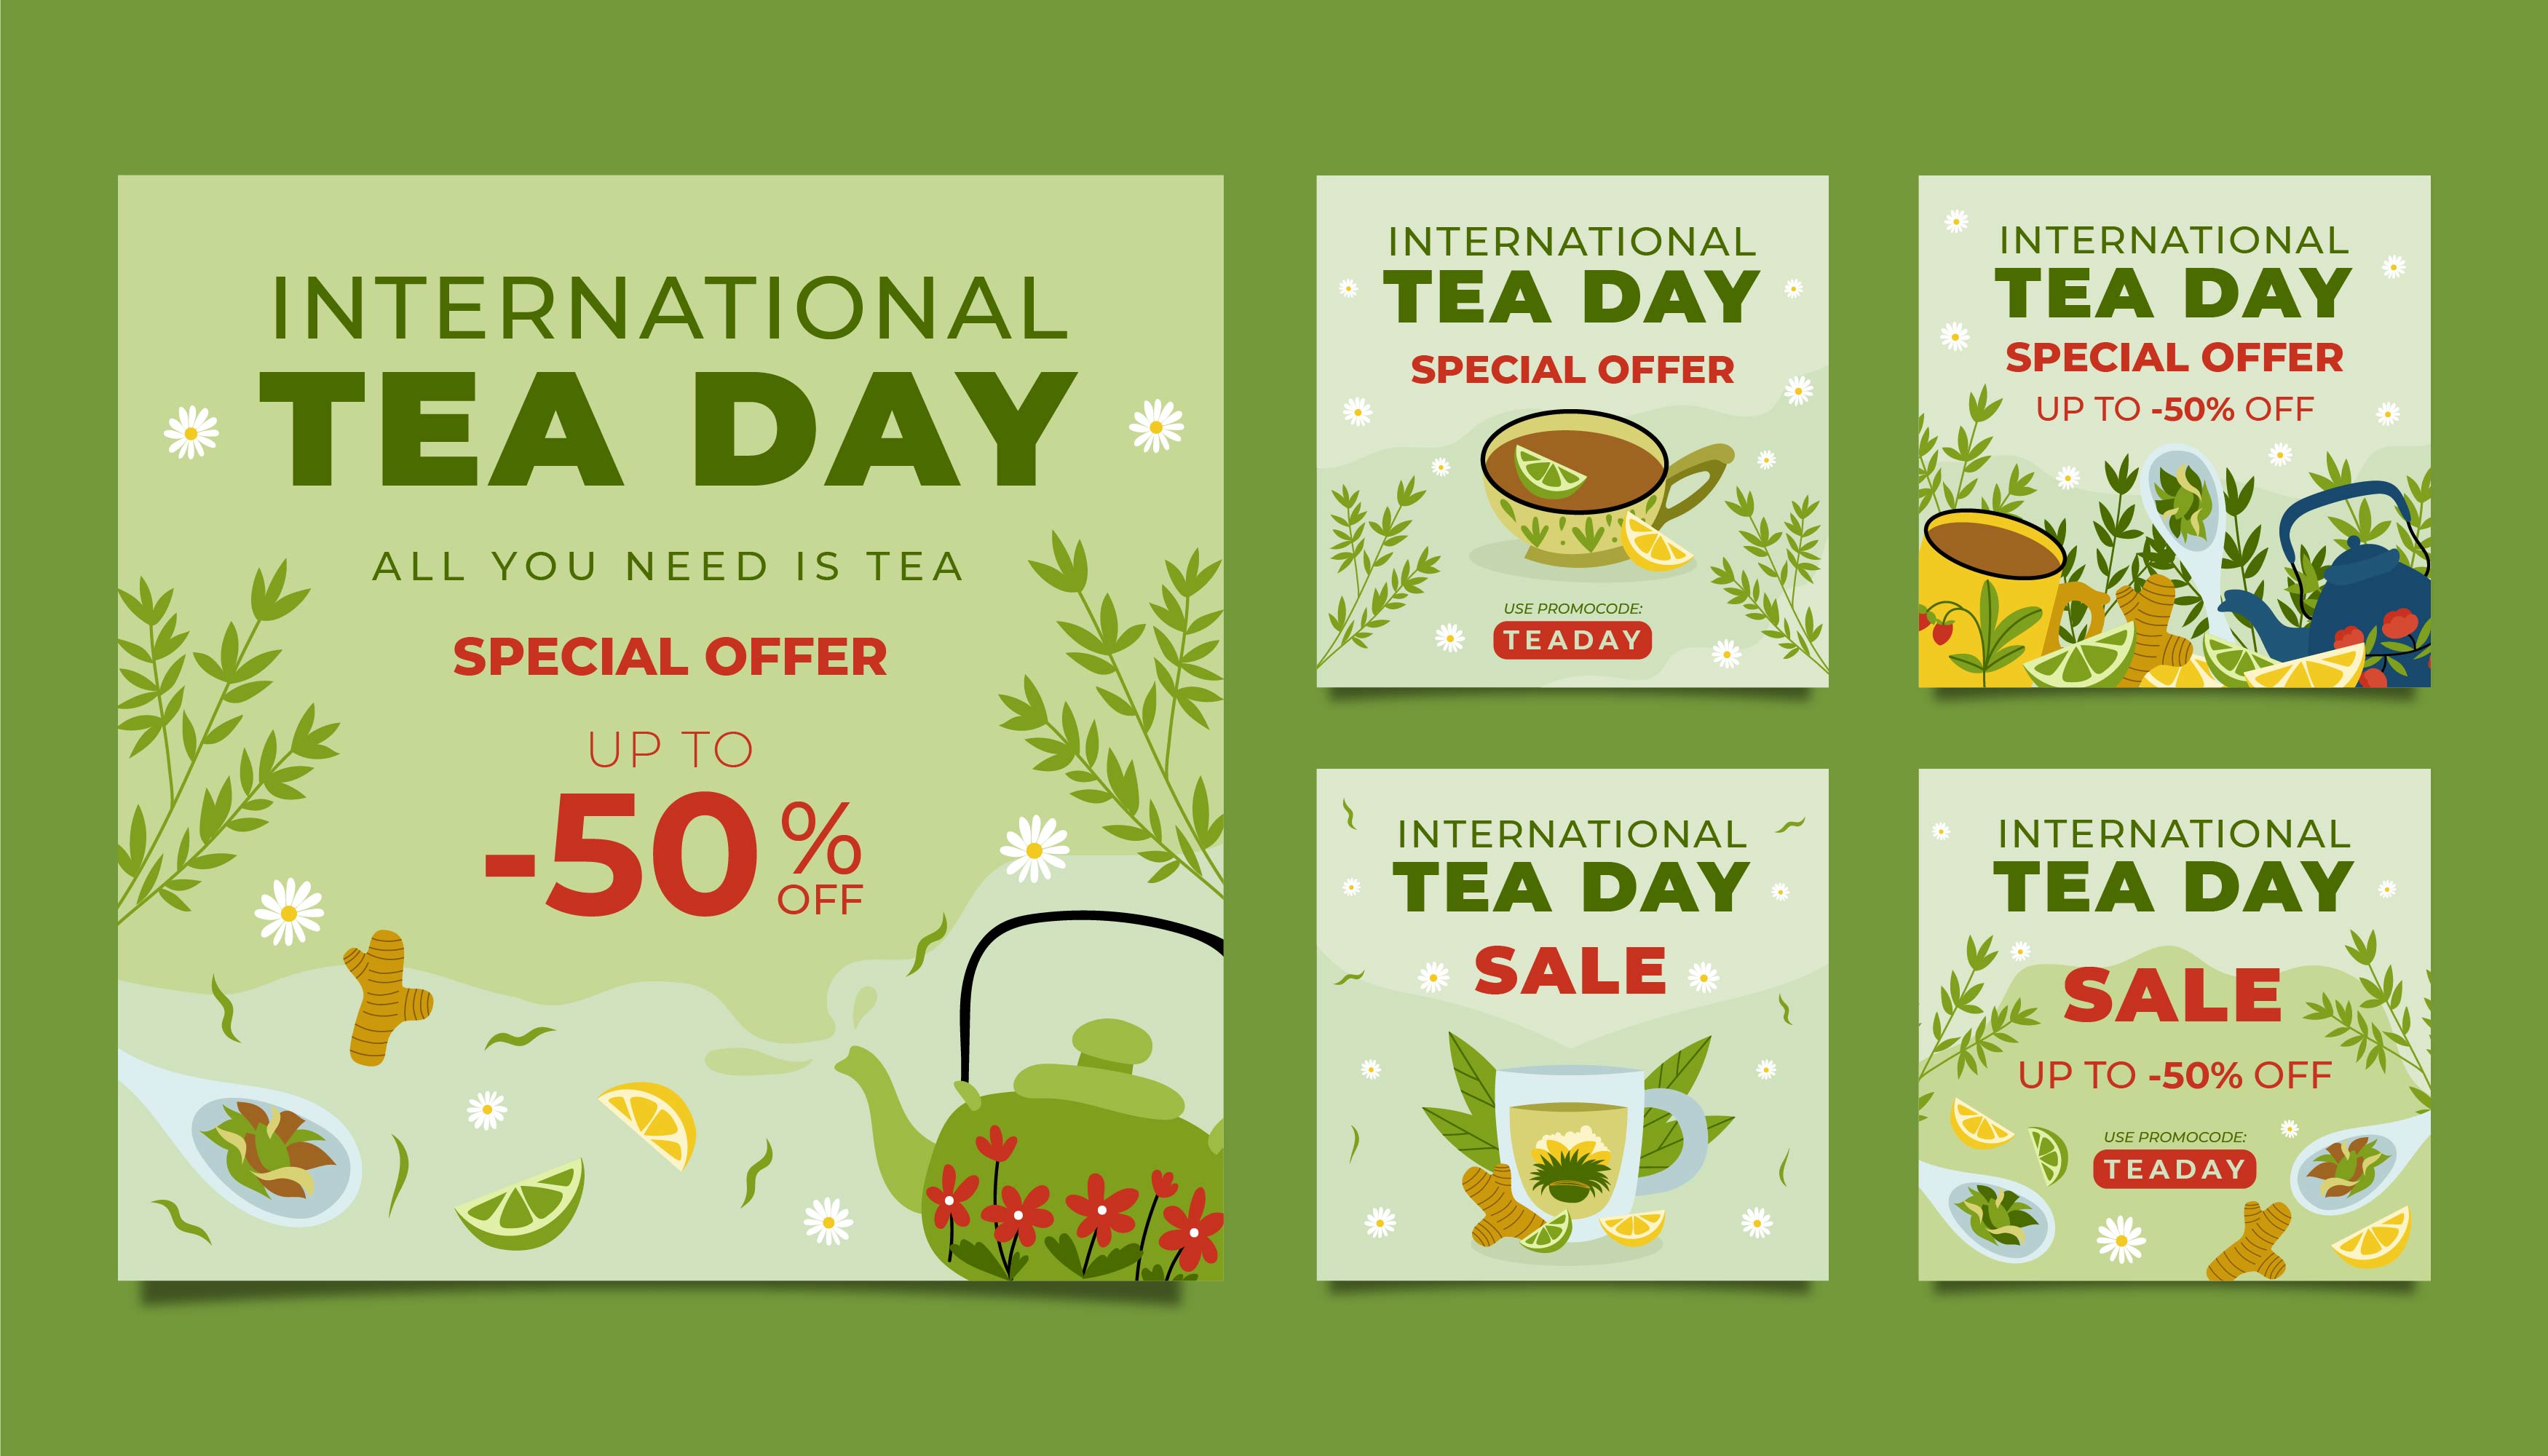 INTERNATIONAL
TEA DAY
ALL YOU NEED IS TEA
SPECIAL OFFER
UP TO
-50%
OFF
INTERNATIONAL
TEA DAY
SPECIAL OFFER
USE PROMOCODE:
TEADAY
INTERNATIONAL
TEA DAY
SPECIAL OFFER
UP TO -50% OFF
INTERNATIONAL
TEA DAY
SALE
INTERNATIONAL
TEA DAY
SALE
UP TO -50% OFF
USE PROMOCODE:
TEADAY